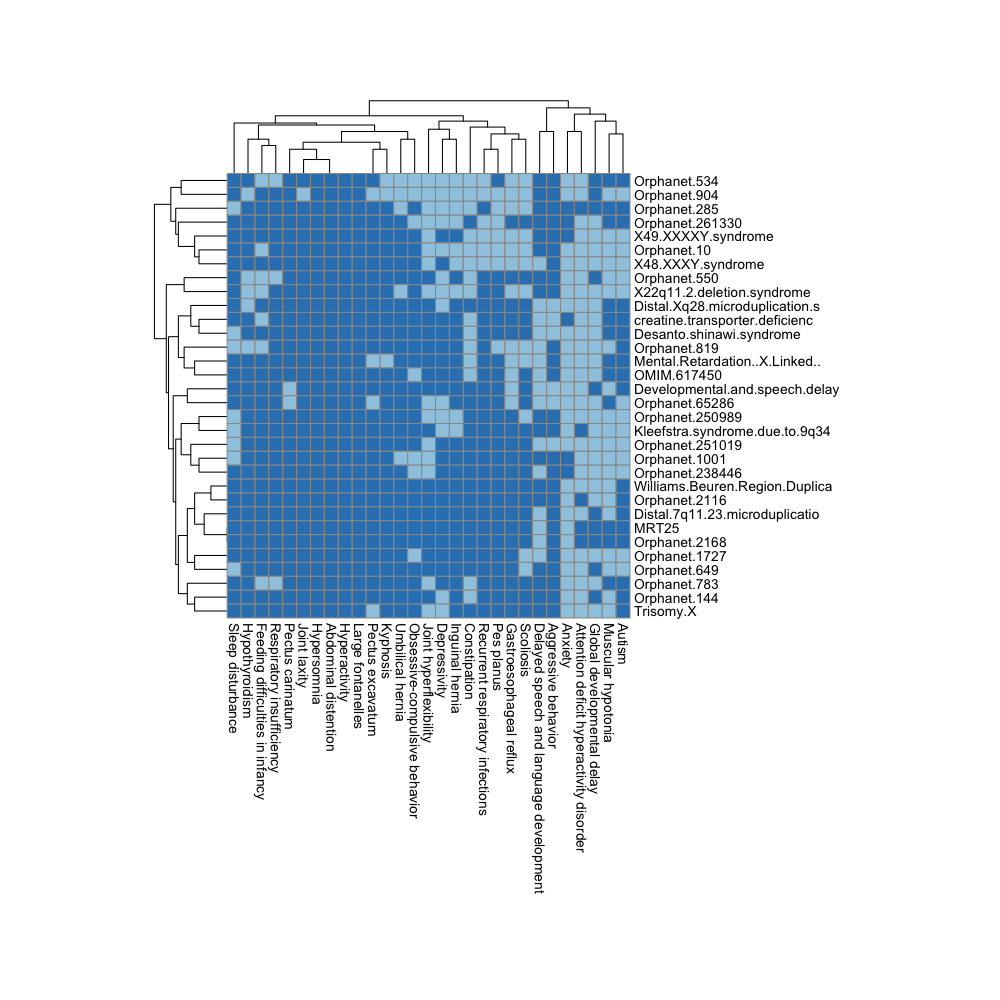 Orphanet.534
Orphanet.904
Orphanet.285
Orphanet.261330
X49.XXXXY.syndrome
Orphanet.10
X48.XXXY.syndrome
Orphanet.550
X22q11.2.deletion.syndrome
Distal.Xq28.microduplication.s
creatine.transporter.deficienc
Desanto.shinawi.syndrome
Orphanet.819
Mental.Retardation..X.Linked..
OMIM.617450
Developmental.and.speech.delay
Orphanet.65286
Orphanet.250989
Kleefstra.syndrome.due.to.9q34
Orphanet.251019
Orphanet.1001
Orphanet.238446
Williams.Beuren.Region.Duplica
Orphanet.2116
Distal.7q11.23.microduplicatio
MRT25
Orphanet.2168
Orphanet.1727
Orphanet.649
Orphanet.783
Orphanet.144
Trisomy.X
Sleep disturbance
Hypothyroidism
Feeding difficulties in infancy
Respiratory insufficiency
Pectus carinatum
Joint laxity
Hypersomnia
Abdominal distention
Hyperactivity
Large fontanelles
Pectus excavatum
Kyphosis
Umbilical hernia
Obsessive-compulsive behavior
Joint hyperflexibility
Depressivity
Inguinal hernia
Constipation
Recurrent respiratory infections
Pes planus
Gastroesophageal reflux
Scoliosis
Delayed speech and language development
Aggressive behavior
Anxiety
Attention deficit hyperactivity disorder
Global developmental delay
Muscular hypotonia
Autism